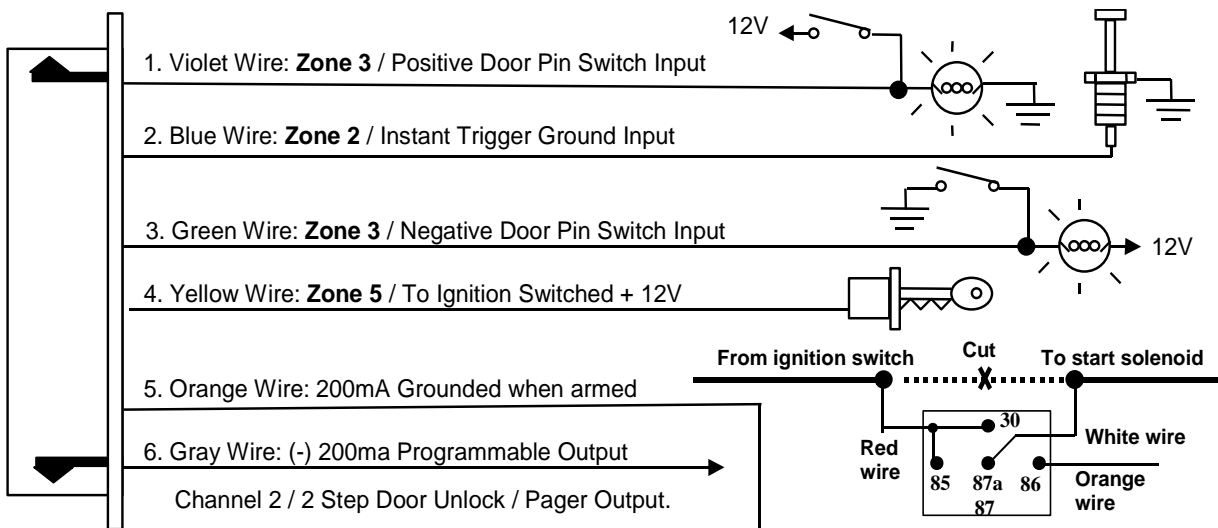 12V
1. Violet Wire: Zone 3 / Positive Door Pin Switch Input
2. Blue Wire: Zone 2 / Instant Trigger Ground Input
3. Green Wire: Zone 3 / Negative Door Pin Switch Input
12V
4. Yellow Wire: Zone 5 / To Ignition Switched + 12V
From ignition switch
Cut
To start solenoid
5. Orange Wire: 200mA Grounded when armed
30
Red
wire
White wire
6. Gray Wire: (-) 200ma Programmable Output
85
87a
86
Orange
wire
87
Channel 2 / 2 Step Door Unlock / Pager Output.